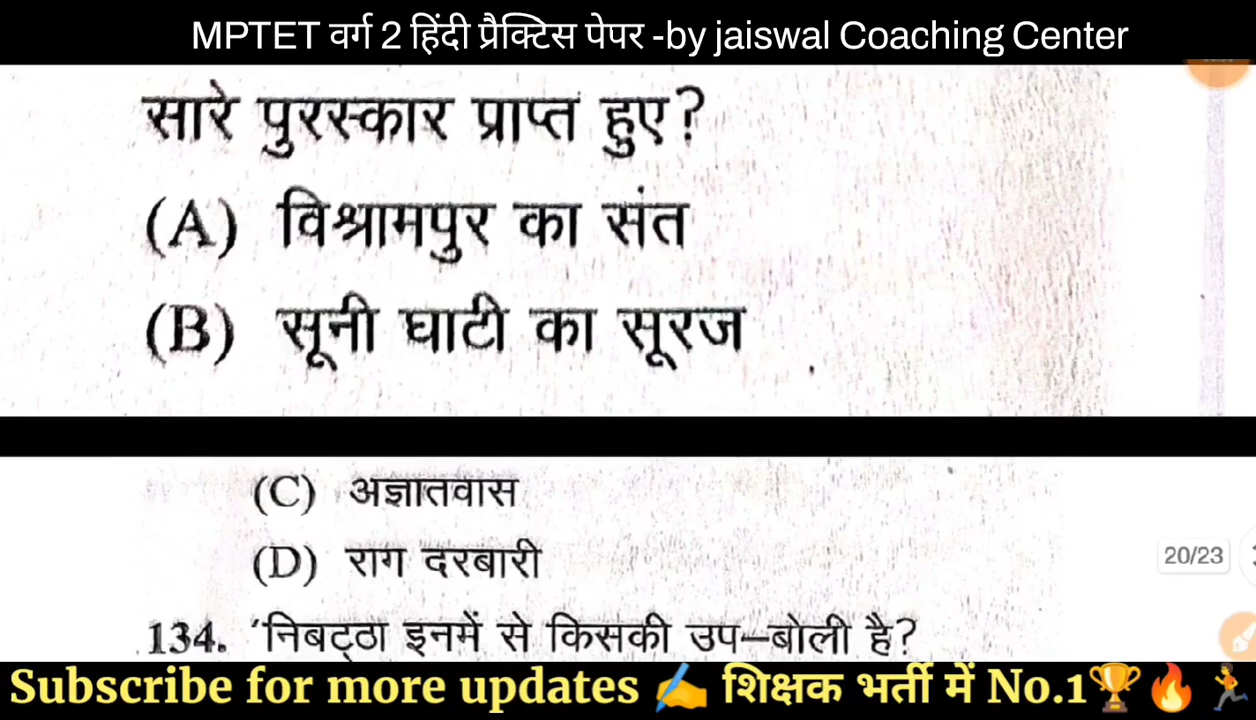 MPTET वर्ग 2 हिंदी प्रैक्टिस पेपर -by jaiswal Coaching Center
सारे पुरस्कार प्राप्त हुए?
(A) विश्रामपुर का संत
(B) सूनी घाटी का सूरज
(C) अज्ञातवास
(D) राग दरबारी
20/23
134. 'निबट्ठा इनमें से किसकी उप–बोली है?
Subscribe for more updates ✍️ शिक्षक भर्ती में No.1🏆🔥🏃